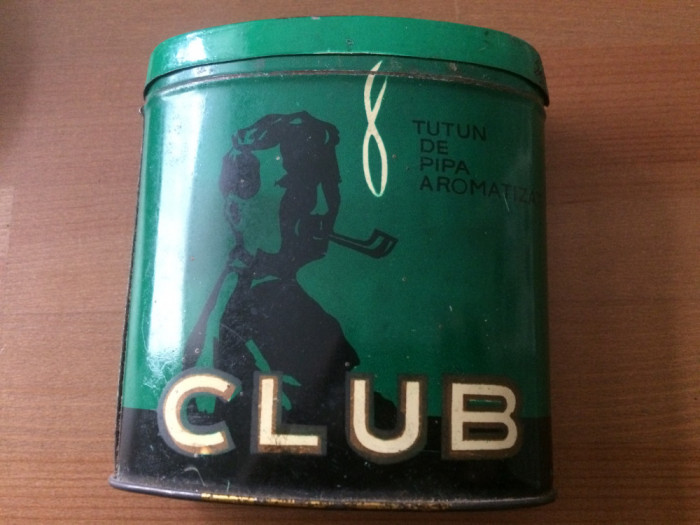 TUTUN
DE
PIPA
AROMATIZAT
CLUB